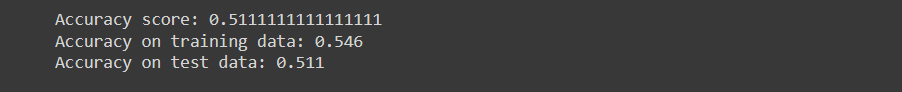 Accuracy score: 0.5111111111111111
Accuracy on training data: 0.546
Accuracy on test data: 0.511